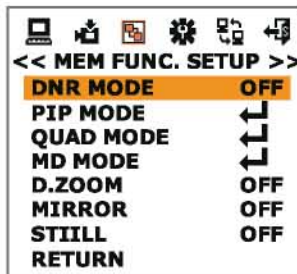 << MEM FUNC. SETUP >>
DNR MODE OFF
PIP MODE ↵
QUAD MODE ↵
MD MODE ↵
D.ZOOM OFF
MIRROR OFF
STIILL OFF
RETURN